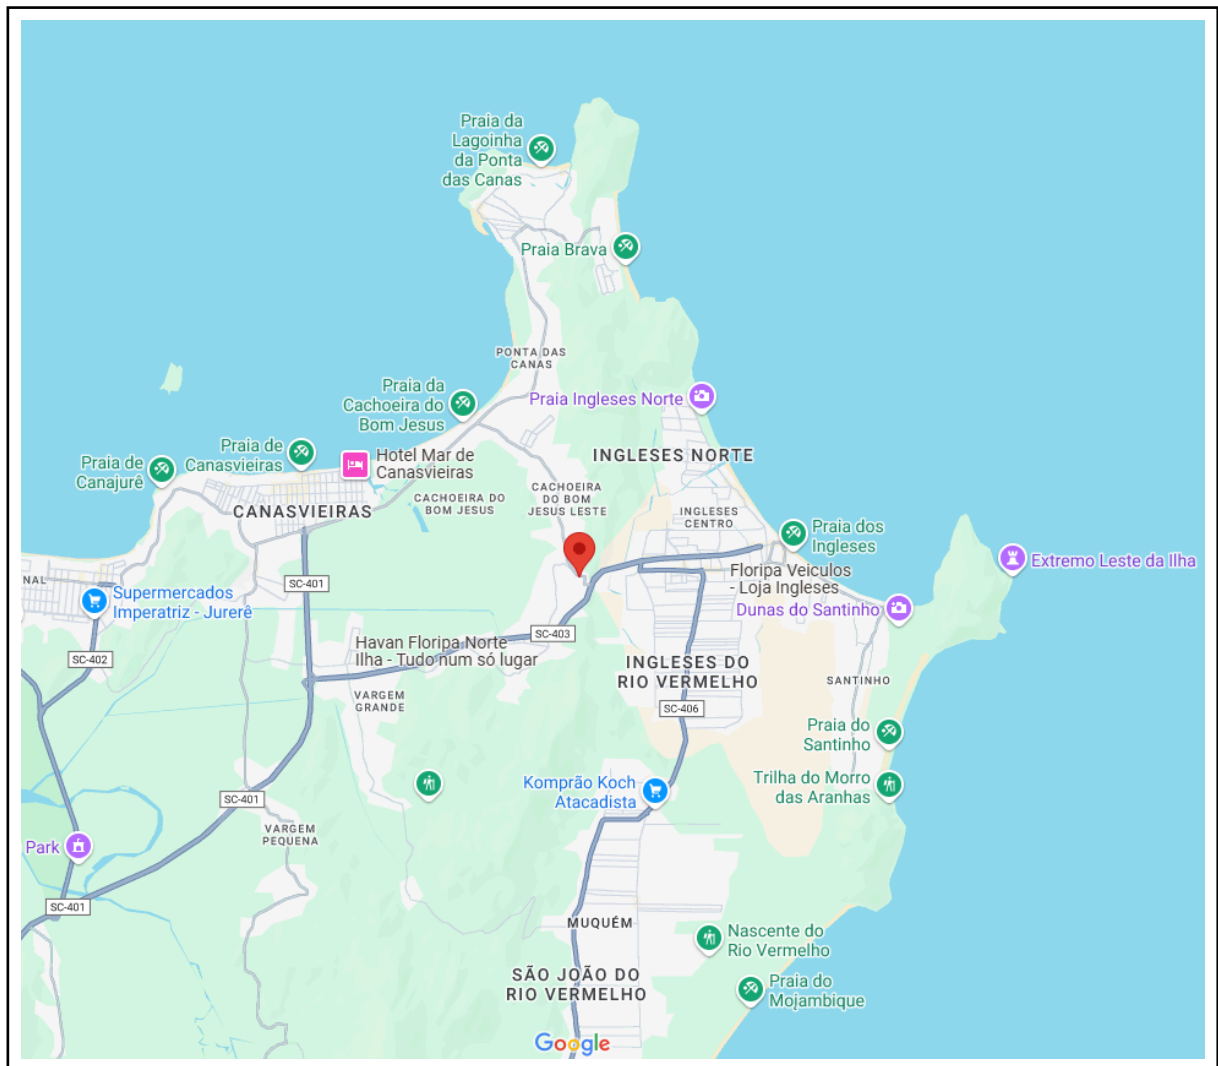 Praia da
Lagoinha
da Ponta
das Canas
Praia Brava
PONTA DAS
CANAS
Praia da
Cachoeira do
Bom Jesus
Praia Ingleses Norte
Praia de
Canasvieiras
Hotel Mar de
Canasvieiras
Praia de
Canajurê
INGLESES NORTE
CACHOEIRA DO
BOM JESUS
CACHOEIRA
DO BOM
JESUS LESTE
CANASVIEIRAS
INGLESES
CENTRO
Praia dos
Ingleses
Extremo Leste da Ilha
NAL
SC-401
Floripa Veiculos
- Loja Ingleses
Supermercados
Imperatriz - Jurerê
Dunas do Santinho
SC-403
Havan Floripa Norte
Ilha - Tudo num só lugar
SC-402
INGLESES DO
RIO VERMELHO
SANTINHO
VARGEM
GRANDE
SC-406
Praia do
Santinho
Komprão Koch
Atacadista
Trilha do Morro
das Aranhas
SC-401
VARGEM
PEQUENA
Park
SC-401
MUQUÉM
Nascente do
Rio Vermelho
SÃO JOÃO DO
RIO VERMELHO
Praia do
Moçambique
Google